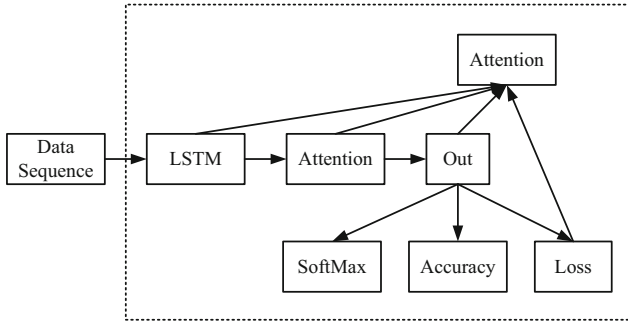 Attention
Data
Sequence
LSTM
Attention
Out
SoftMax
Accuracy
Loss